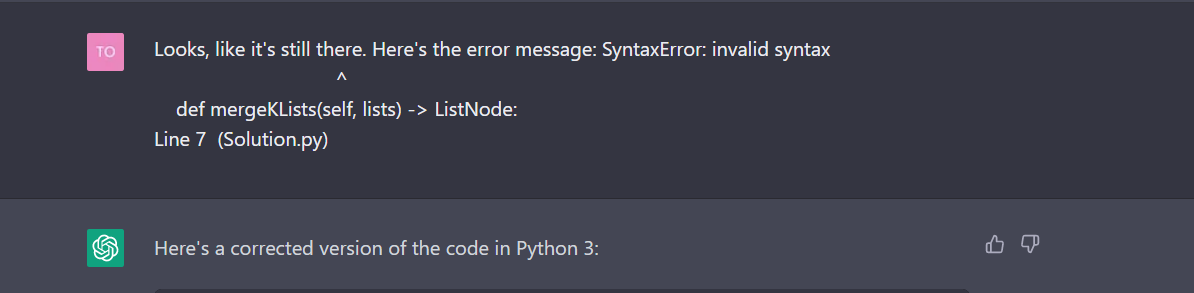 TO
Looks, like it's still there. Here's the error message: SyntaxError: invalid syntax
^
def mergeKLists(self, lists) -> ListNode:
Line 7  (Solution.py)
Here's a corrected version of the code in Python 3: